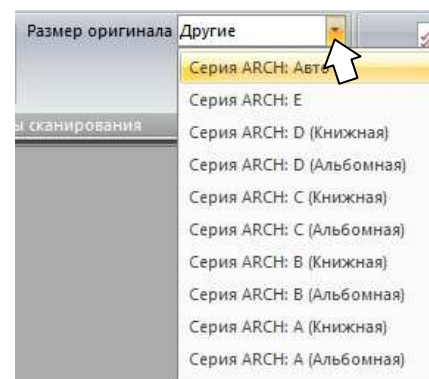 Размер оригинала Другие
Серия ARCH: Авто
Серия ARCH: E
ы сканирования
Серия ARCH: D (Книжная)
Серия ARCH: D (Альбомная)
Серия ARCH: C (Книжная)
Серия ARCH: C (Альбомная)
Серия ARCH: B (Книжная)
Серия ARCH: B (Альбомная)
Серия ARCH: A (Книжная)
Серия ARCH: A (Альбомная)